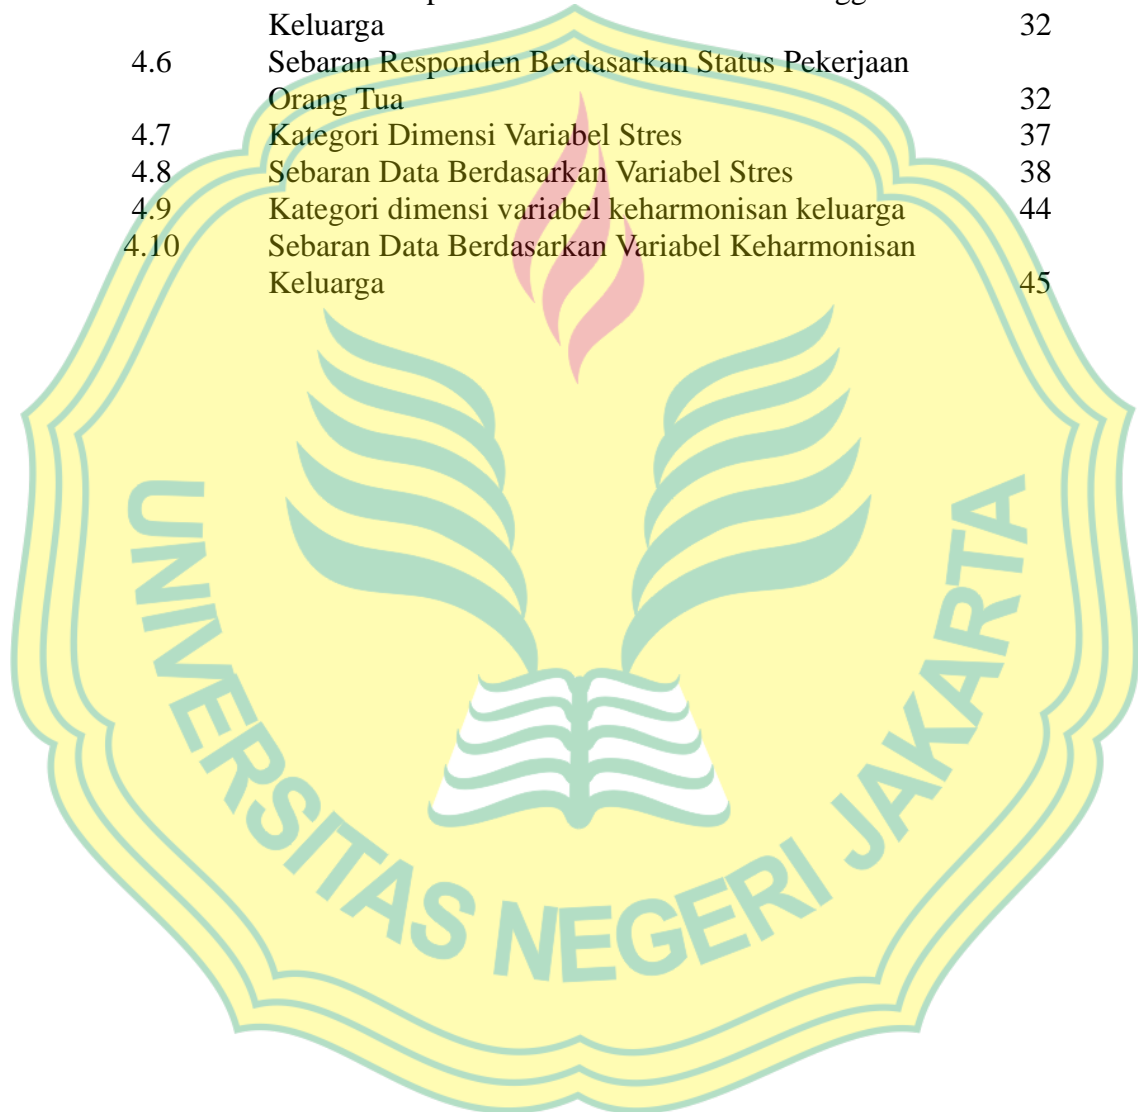 Keluarga 32
4.6 Sebaran Responden Berdasarkan Status Pekerjaan
Orang Tua 32
4.7 Kategori Dimensi Variabel Stres 37
4.8 Sebaran Data Berdasarkan Variabel Stres 38
4.9 Kategori dimensi variabel keharmonisan keluarga 44
4.10 Sebaran Data Berdasarkan Variabel Keharmonisan
Keluarga 45
UNIVERSITAS NEGERI JAKARTA